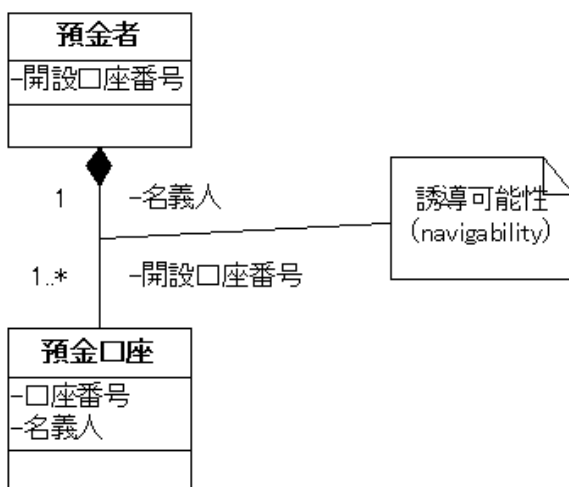 預金者
-開設口座番号
1
-名義人
誘導可能性
(navigability)
1..*
-開設口座番号
預金口座
-口座番号
-名義人